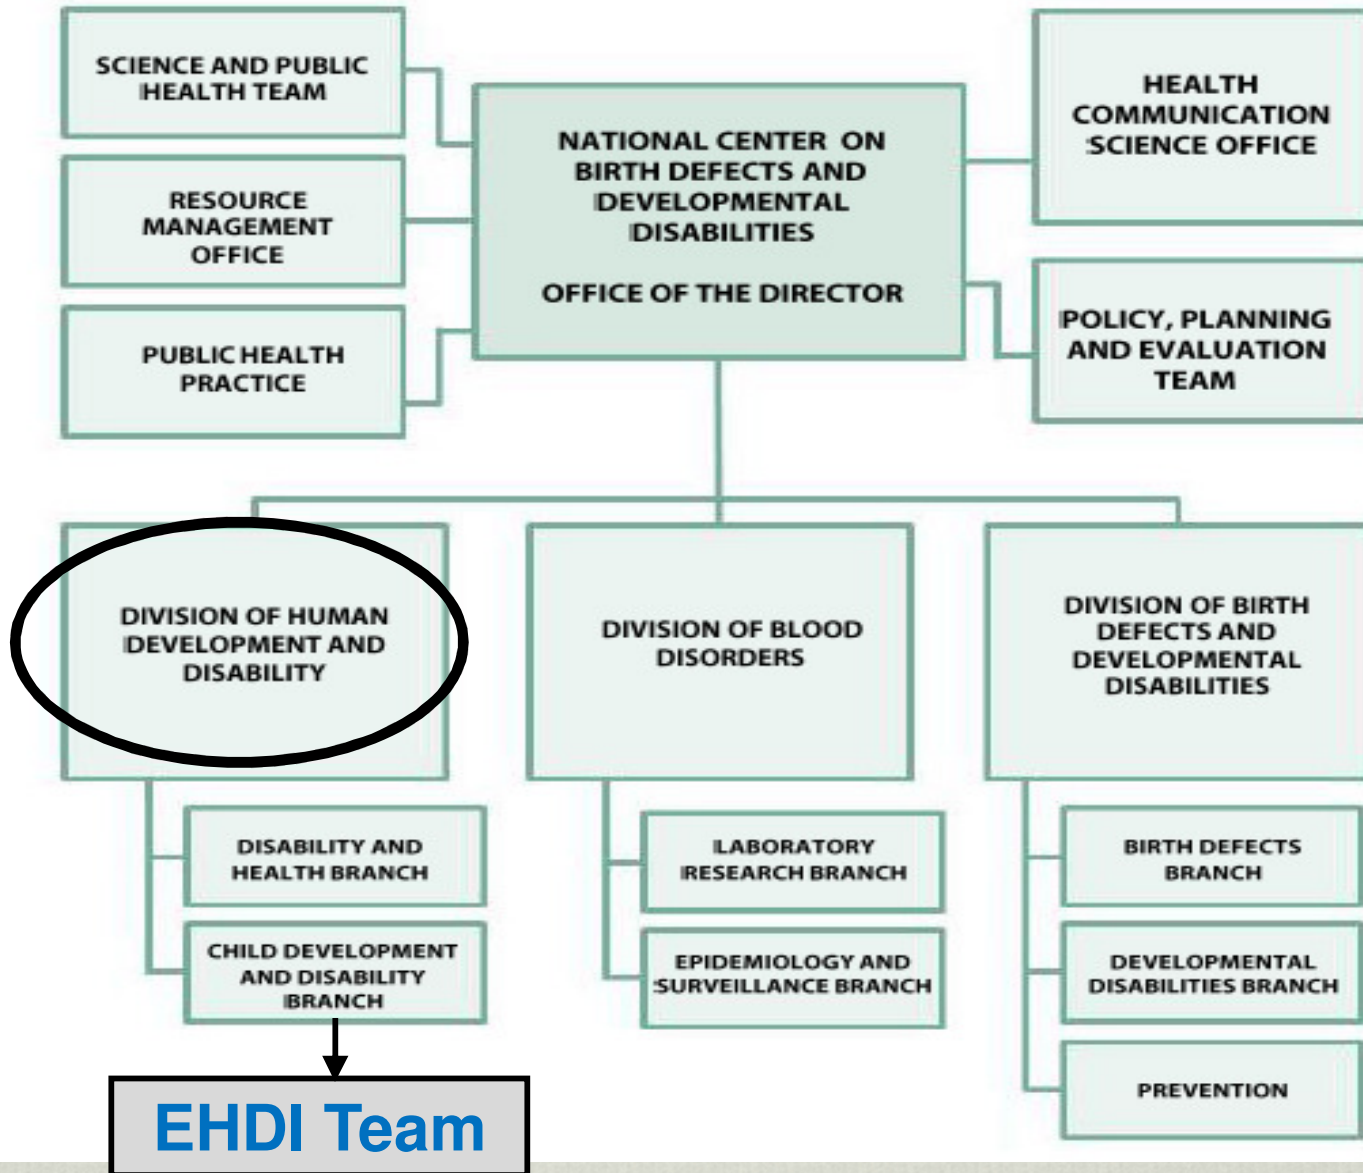 SCIENCE AND PUBLIC
HEALTH TEAM
RESOURCE
MANAGEMENT
OFFICE
PUBLIC HEALTH
PRACTICE
NATIONAL CENTER ON
BIRTH DEFECTS AND
DEVELOPMENTAL
DISABILITIES
OFFICE OF THE DIRECTOR
HEALTH
COMMUNICATION
SCIENCE OFFICE
POLICY, PLANNING
AND EVALUATION
TEAM
DIVISION OF HUMAN
DEVELOPMENT AND
DISABILITY
DISABILITY AND
HEALTH BRANCH
CHILD DEVELOPMENT
AND DISABILITY
BRANCH
EHDI Team
DIVISION OF BLOOD
DISORDERS
LABORATORY
RESEARCH BRANCH
EPIDEMIOLOGY AND
SURVEILLANCE BRANCH
DIVISION OF BIRTH
DEFECTS AND
DEVELOPMENTAL
DISABILITIES
BIRTH DEFECTS
BRANCH
DEVELOPMENTAL
DISABILITIES BRANCH
PREVENTION